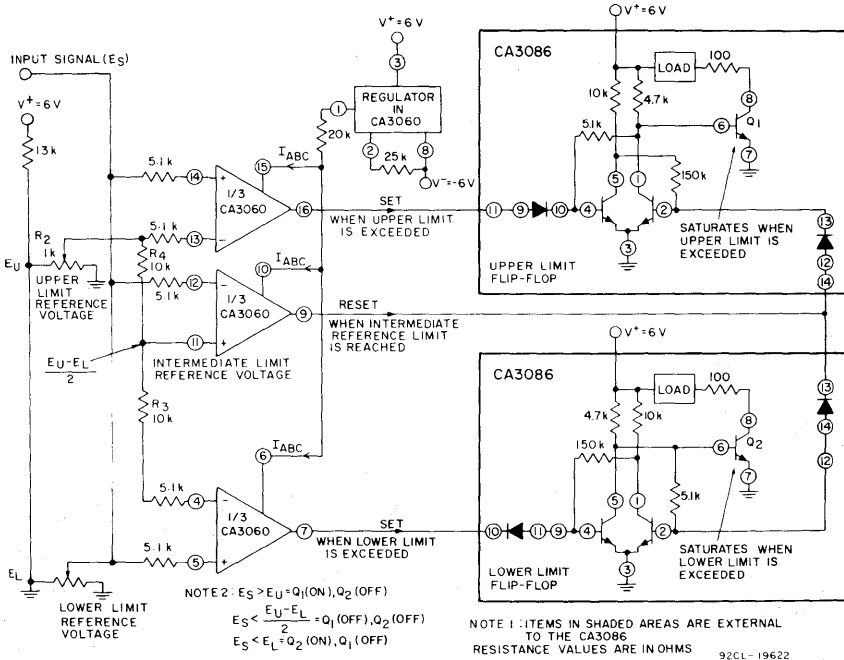 INPUT SIGNAL (ES)
V+=6V
13k
EU
R2
1k
UPPER
LIMIT
REFERENCE
VOLTAGE
EU-EL
2
EL
LOWER LIMIT
REFERENCE
VOLTAGE
5.1k
14
+
5.1k
13
−
R4
10k
12
−
5.1k
11
+
R3
10k
5.1k
4
−
5.1k
5
+
1/3
CA3060
15
IABC
16
1/3
CA3060
10
IABC
9
INTERMEDIATE LIMIT
REFERENCE VOLTAGE
1/3
CA3060
6
IABC
7
V+=6V
3
REGULATOR
IN
CA3060
1
20k
2
25k
8
V-=-6V
SET
WHEN UPPER LIMIT
IS EXCEEDED
RESET
WHEN INTERMEDIATE
REFERENCE LIMIT
IS REACHED
SET
WHEN LOWER LIMIT
IS EXCEEDED
V+=6V
CA3086
LOAD
100
10k
4.7k
5.1k
8
6
Q1
7
150k
5
1
11
9
10
4
2
3
SATURATES WHEN
UPPER LIMIT IS
EXCEEDED
UPPER LIMIT
FLIP-FLOP
13
12
14
V+=6V
CA3086
LOAD
100
4.7k
10k
150k
8
6
Q2
7
5
1
5.1k
10
11
9
4
2
3
SATURATES WHEN
LOWER LIMIT IS
EXCEEDED
LOWER LIMIT
FLIP-FLOP
13
14
12
NOTE 2: ES > EU = Q1 (ON), Q2 (OFF)
ES < EU-EL = Q1 (OFF), Q2 (OFF)
2
ES < EL = Q2 (ON), Q1 (OFF)
NOTE 1: ITEMS IN SHADED AREAS ARE EXTERNAL
TO THE CA3086
RESISTANCE VALUES ARE IN OHMS
92CL-19622